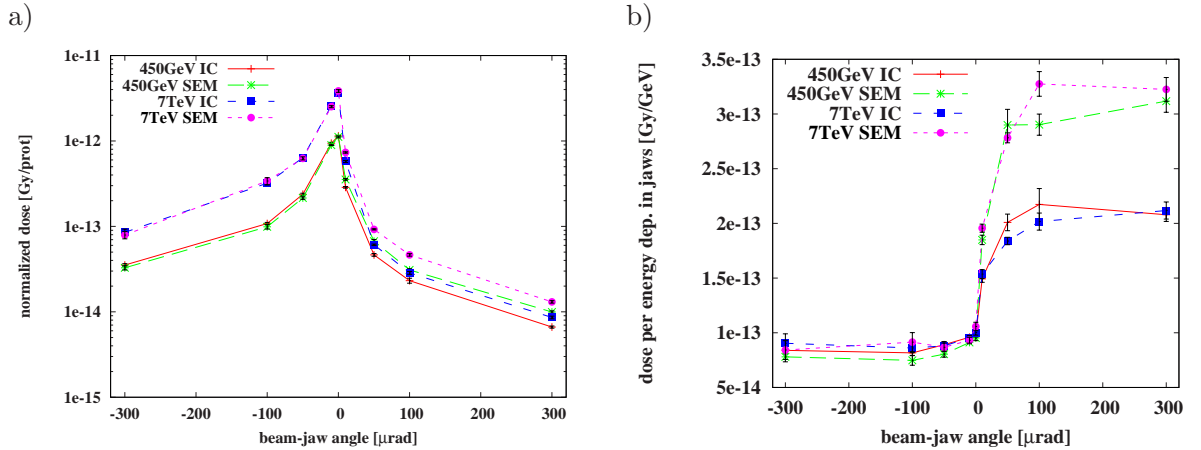 a)
1e-11
1e-12
1e-13
1e-14
1e-15
normalized dose [Gy/prot]
450GeV IC
450GeV SEM
7TeV IC
7TeV SEM
-300 -200 -100 0 100 200 300
beam-jaw angle [μrad]
b)
3.5e-13
3e-13
2.5e-13
2e-13
1.5e-13
1e-13
5e-14
dose per energy dep. in jaws [Gy/GeV]
450GeV IC
450GeV SEM
7TeV IC
7TeV SEM
-300 -200 -100 0 100 200 300
beam-jaw angle [μrad]